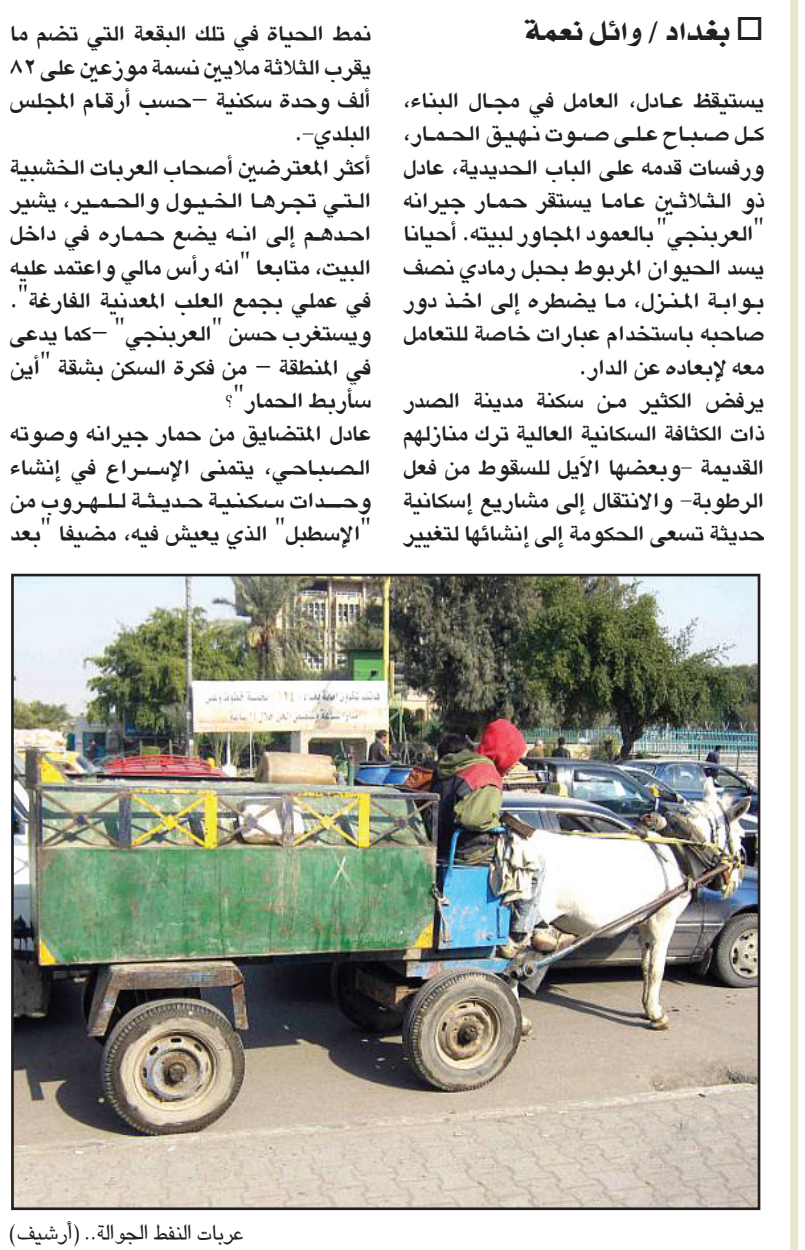 □ بغداد / وائل نعمة
يستيقظ عادل، العامل في مجال البناء،
كل صباح على صوت نهيق الحمار،
ورفسات قدمه على الباب الحديدية، عادل
ذو الثلاثين عاما يستقر حمار جيرانه
"العربنجي" بالعمود المجاور لبيته. أحيانا
يسد الحيوان المربوط بحبل رمادي نصف
بوابة المنزل، ما يضطره إلى اخذ دور
صاحبه باستخدام عبارات خاصة للتعامل
معه لإبعاده عن الدار.
يرفض الكثير من سكنة مدينة الصدر
ذات الكثافة السكانية العالية ترك منازلهم
القديمة –وبعضها الآيل للسقوط من فعل
الرطوبة– والانتقال إلى مشاريع إسكانية
حديثة تسعى الحكومة إلى إنشائها لتغيير
نمط الحياة في تلك البقعة التي تضم ما
يقرب الثلاثة ملايين نسمة موزعين على ٨٢
ألف وحدة سكنية –حسب أرقام المجلس
البلدي–.
أكثر المعترضين أصحاب العربات الخشبية
التي تجرها الخيول والحمير، يشير
احدهم إلى انه يضع حماره في داخل
البيت، متابعا "انه رأس مالي واعتمد عليه
في عملي بجمع العلب المعدنية الفارغة".
ويستغرب حسن "العربنجي" –كما يدعى
في المنطقة – من فكرة السكن بشقة "أين
سأربط الحمار"؟
عادل المتضايق من حمار جيرانه وصوته
الصباحي، يتمنى الإسراع في إنشاء
وحدات سكنية حديثة للهروب من
"الإسطبل" الذي يعيش فيه، مضيفا "بعد
عربات النفط الجوالة.. (أرشيف)